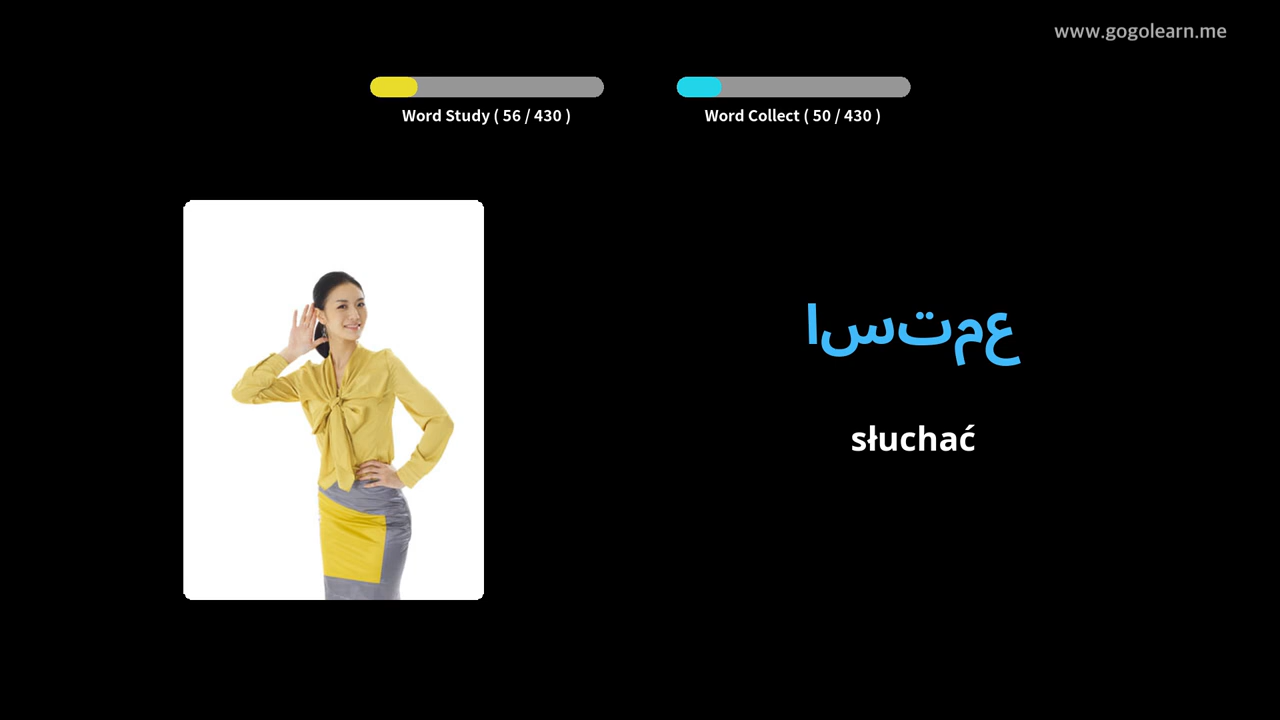 www.gogolearn.me
Word Study ( 56 / 430 )
Word Collect ( 50 / 430 )
استمع
słuchać